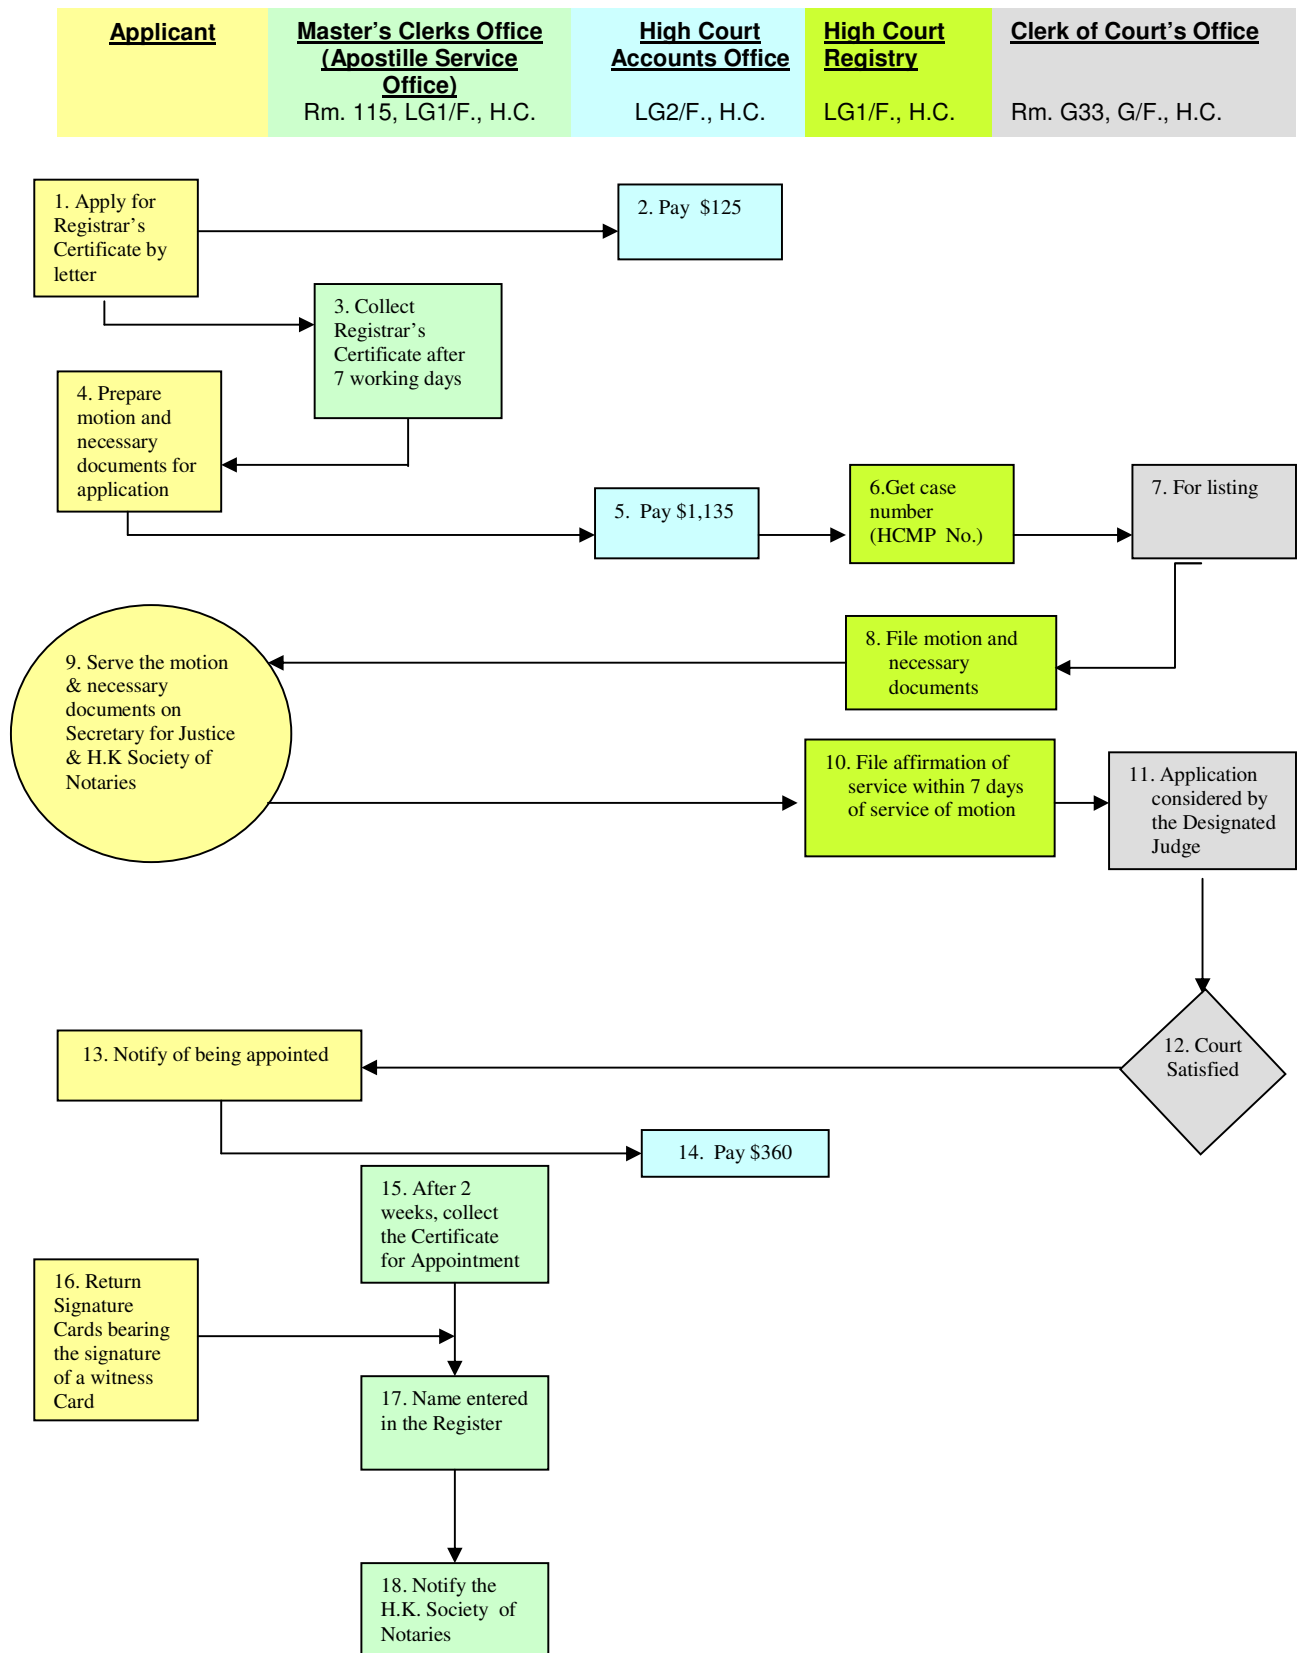 Applicant
Master's Clerks Office
(Apostille Service
Office)
Rm. 115, LG1/F., H.C.
High Court
Accounts Office
LG2/F., H.C.
High Court
Registry
LG1/F., H.C.
Clerk of Court's Office
Rm. G33, G/F., H.C.
1. Apply for
Registrar's
Certificate by
letter
2. Pay $125
3. Collect
Registrar's
Certificate after
7 working days
4. Prepare
motion and
necessary
documents for
application
5. Pay $1,135
6.Get case
number
(HCMP No.)
7. For listing
8. File motion and
necessary
documents
9. Serve the motion
& necessary
documents on
Secretary for Justice
& H.K Society of
Notaries
10. File affirmation of
service within 7 days
of service of motion
11. Application
considered by
the Designated
Judge
12. Court
Satisfied
13. Notify of being appointed
14. Pay $360
15. After 2
weeks, collect
the Certificate
for Appointment
16. Return
Signature
Cards bearing
the signature
of a witness
Card
17. Name entered
in the Register
18. Notify the
H.K. Society of
Notaries